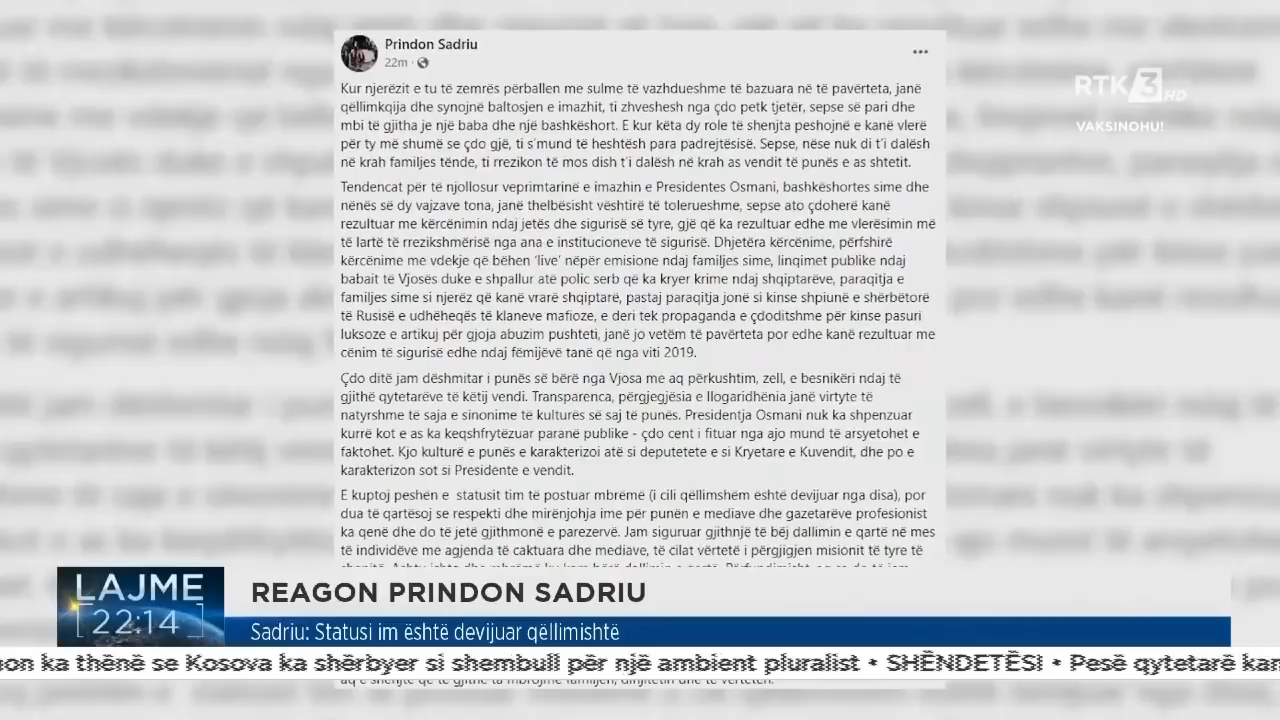 Prindon Sadriu
22m
Kur njerëzit e tu të zemrës përballen me sulme të vazhdueshme të bazuara në të pavërteta, janë
qëllimkqija dhe synojnë baltosjen e imazhit, ti zhveshesh nga çdo petk tjetër, sepse së pari dhe
mbi të gjitha je një baba dhe një bashkëshort. E kur këta dy role të shenjta peshojnë e kanë vlerë
për ty më shumë se çdo gjë, ti s'mund të heshtësh para padrejtësisë. Sepse, nëse nuk di t'i dalësh
në krah familjes tënde, ti rrezikon të mos dish t'i dalësh në krah as vendit të punës e as shtetit.
Tendencat për të njollosur veprimtarinë e imazhin e Presidentes Osmani, bashkëshortes sime dhe
nënës së dy vajzave tona, janë thelbësisht vështirë të tolerueshme, sepse ato çdoherë kanë
rezultuar me kërcënimin ndaj jetës dhe sigurisë së tyre, gjë që ka rezultuar edhe me vlerësimin më
të lartë të rrezikshmërisë nga ana e institucioneve të sigurisë. Dhjetëra kërcënime, përfshirë
kërcënime me vdekje që bëhen 'live' nëpër emisione ndaj familjes sime, linqimet publike ndaj
babait të Vjosës duke e shpallur atë polic serb që ka kryer krime ndaj shqiptarëve, paraqitja e
familjes sime si njerëz që kanë vrarë shqiptarë, pastaj paraqitja jonë si kinse shpiunë e shërbëtorë
të Rusisë e udhëheqës të klaneve mafioze, e deri tek propaganda e çdoditshme për kinse pasuri
luksoze e artikuj për gjoja abuzim pushteti, janë jo vetëm të pavërteta por edhe kanë rezultuar me
cënim të sigurisë edhe ndaj fëmijëvë tanë që nga viti 2019.
Çdo ditë jam dëshmitar i punës së bërë nga Vjosa me aq përkushtim, zell, e besnikëri ndaj të
gjithë qytetarëve të këtij vendi. Transparenca, përgjegjësia e llogaridhënia janë virtyte të
natyrshme të saja e sinonime të kulturës së saj të punës. Presidentja Osmani nuk ka shpenzuar
kurrë kot e as ka keqshfrytëzuar paranë publike - çdo cent i fituar nga ajo mund të arsyetohet e
faktohet. Kjo kulturë e punës e karakterizoi atë si deputetete e si Kryetare e Kuvendit, dhe po e
karakterizon sot si Presidente e vendit.
E kuptoj peshën e statusit tim të postuar mbrëmë (i cili qëllimshëm është devijuar nga disa), por
dua të qartësoj se respekti dhe mirënjohja ime për punën e mediave dhe gazetarëve profesionist
ka qenë dhe do të jetë gjithmonë e parezervë. Jam siguruar gjithnjë të bëj dallimin e qartë në mes
të individëve me agjenda të caktuara dhe mediave, të cilat vërtetë i përgjigjen misionit të tyre të
RTK 3 HD
VAKSINOHU!
LAJME
22:14
REAGON PRINDON SADRIU
Sadriu: Statusi im është devijuar qëllimishtë
on ka thënë se Kosova ka shërbyer si shembull për një ambient pluralist • SHËNDETËSI • Pesë qytetarë kan